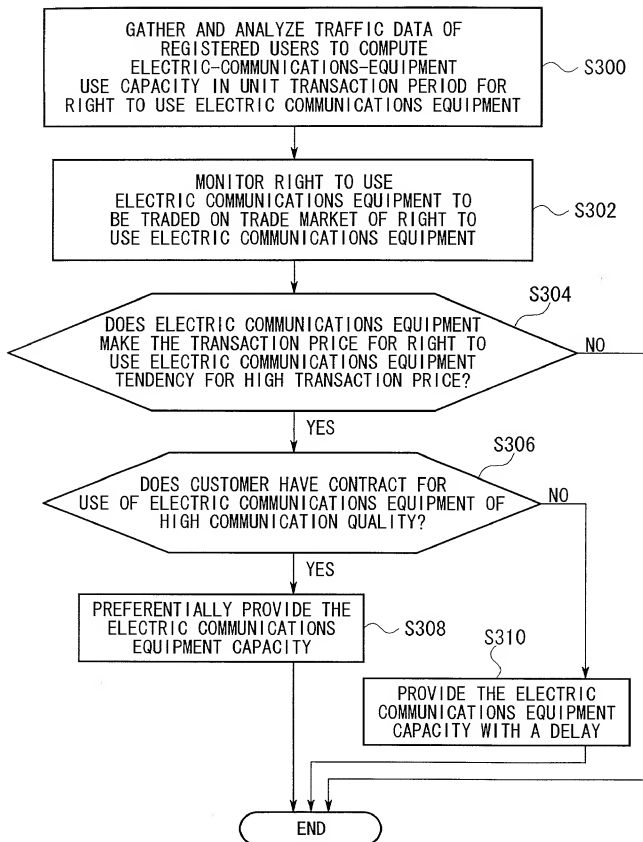 GATHER AND ANALYZE TRAFFIC DATA OF
REGISTERED USERS TO COMPUTE
ELECTRIC-COMMUNICATIONS-EQUIPMENT
USE CAPACITY IN UNIT TRANSACTION PERIOD FOR
RIGHT TO USE ELECTRIC COMMUNICATIONS EQUIPMENT
S300
MONITOR RIGHT TO USE
ELECTRIC COMMUNICATIONS EQUIPMENT TO
BE TRADED ON TRADE MARKET OF RIGHT TO
USE ELECTRIC COMMUNICATIONS EQUIPMENT
S302
S304
DOES ELECTRIC COMMUNICATIONS EQUIPMENT
MAKE THE TRANSACTION PRICE FOR RIGHT TO
USE ELECTRIC COMMUNICATIONS EQUIPMENT
TENDENCY FOR HIGH TRANSACTION PRICE?
NO
YES
S306
DOES CUSTOMER HAVE CONTRACT FOR
USE OF ELECTRIC COMMUNICATIONS EQUIPMENT OF
HIGH COMMUNICATION QUALITY?
NO
YES
PREFERENTIALLY PROVIDE THE
ELECTRIC COMMUNICATIONS
EQUIPMENT CAPACITY
S308
S310
PROVIDE THE ELECTRIC
COMMUNICATIONS EQUIPMENT
CAPACITY WITH A DELAY
END